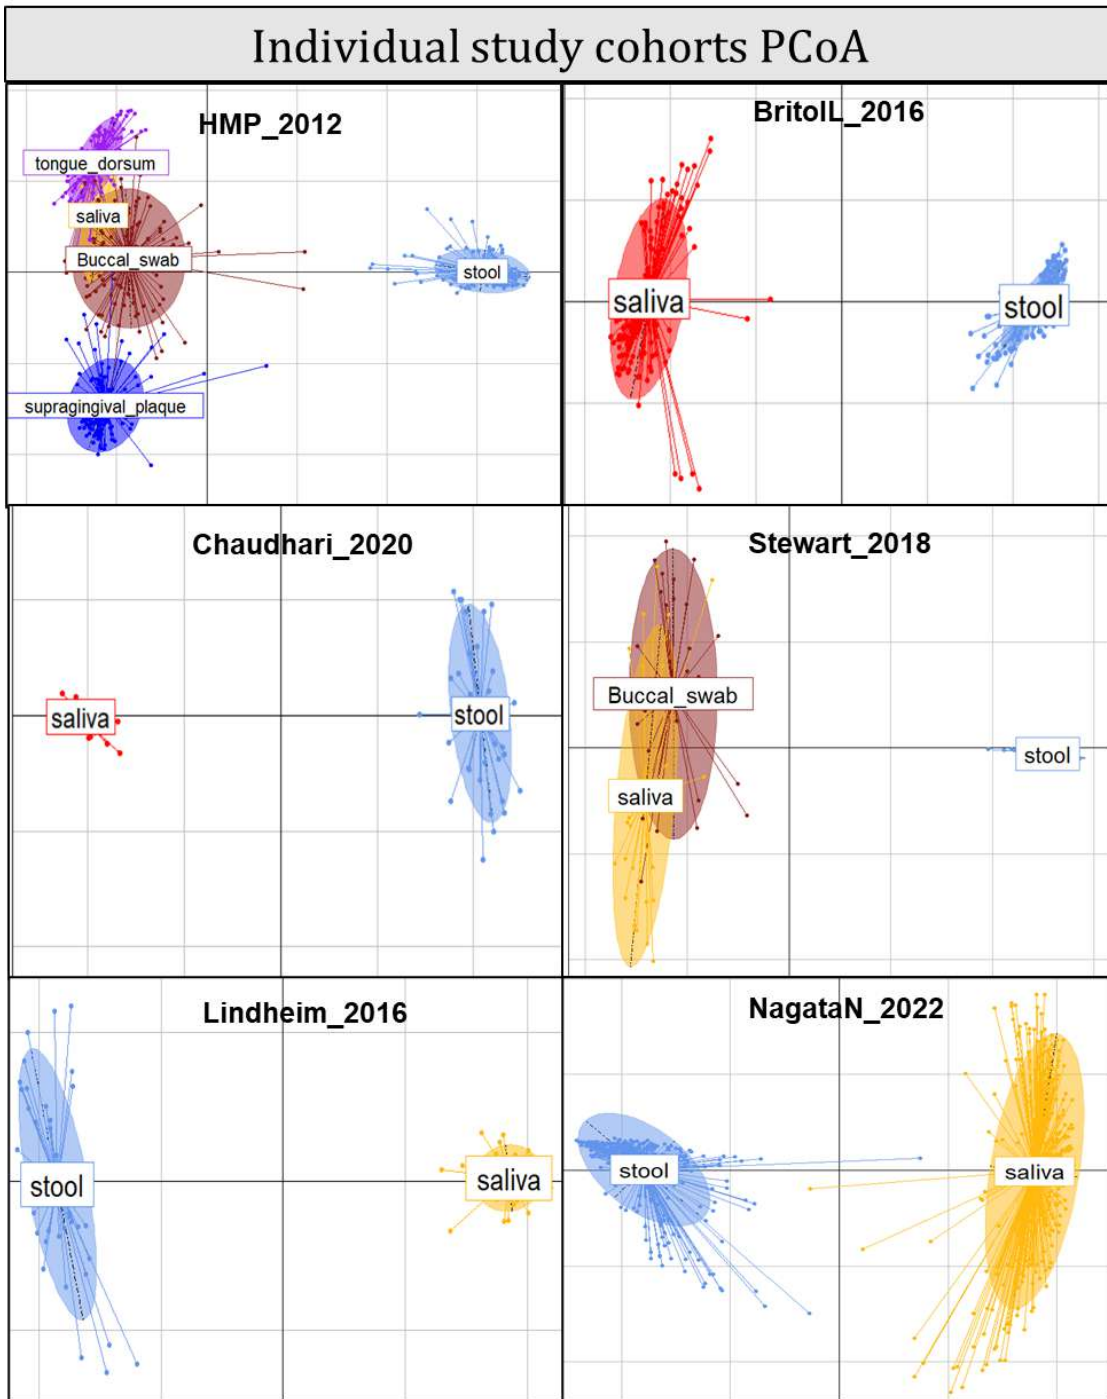 Individual study cohorts PCoA
HMP_2012
tongue_dorsum
saliva
Buccal_swab
stool
supragingival_plaque
BritoIL_2016
saliva
stool
Chaudhari_2020
saliva
stool
Stewart_2018
Buccal_swab
stool
saliva
Lindheim_2016
stool
saliva
NagataN_2022
stool
saliva